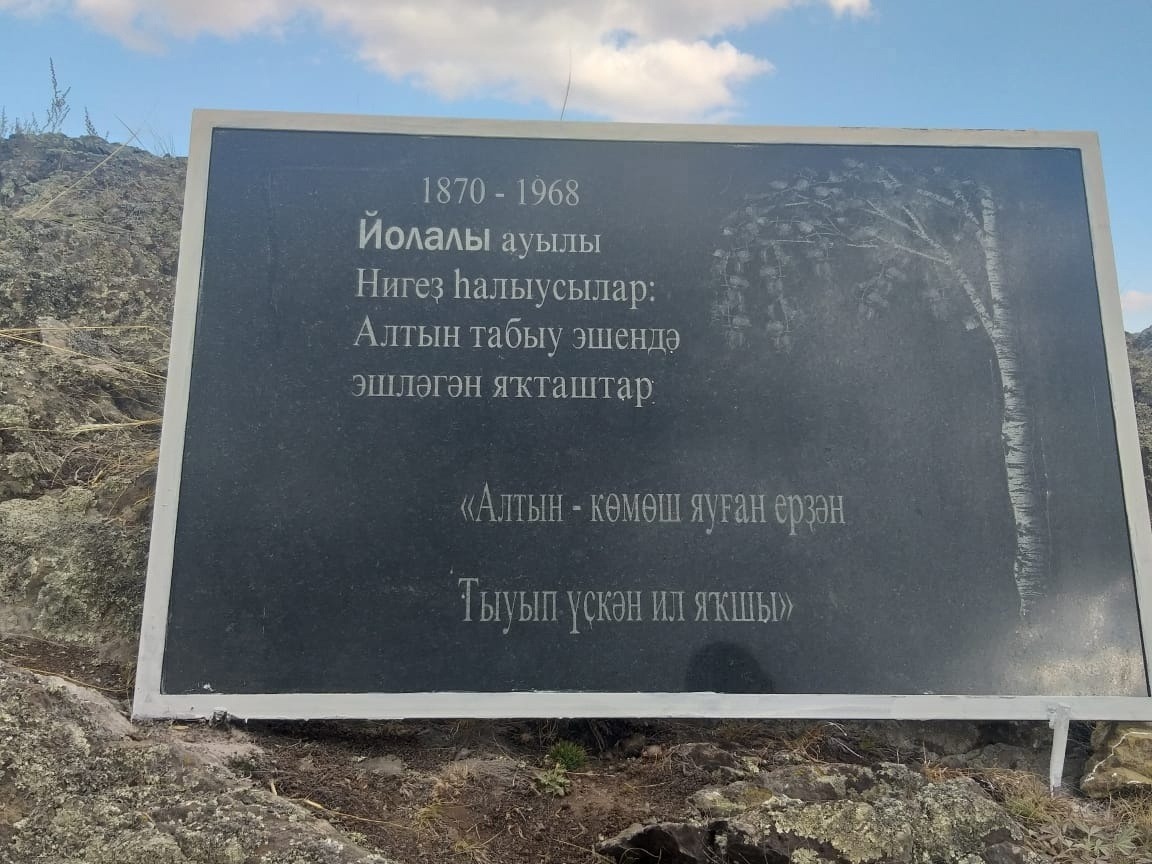 1870 - 1968
Йолалы ауылы
Нигеҙ һалыусылар:
Алтын табыу эшендә
эшләгән яҡташтар
«Алтын - көмөш яуған ерҙән
Тыуып үҫкән ил яҡшы»